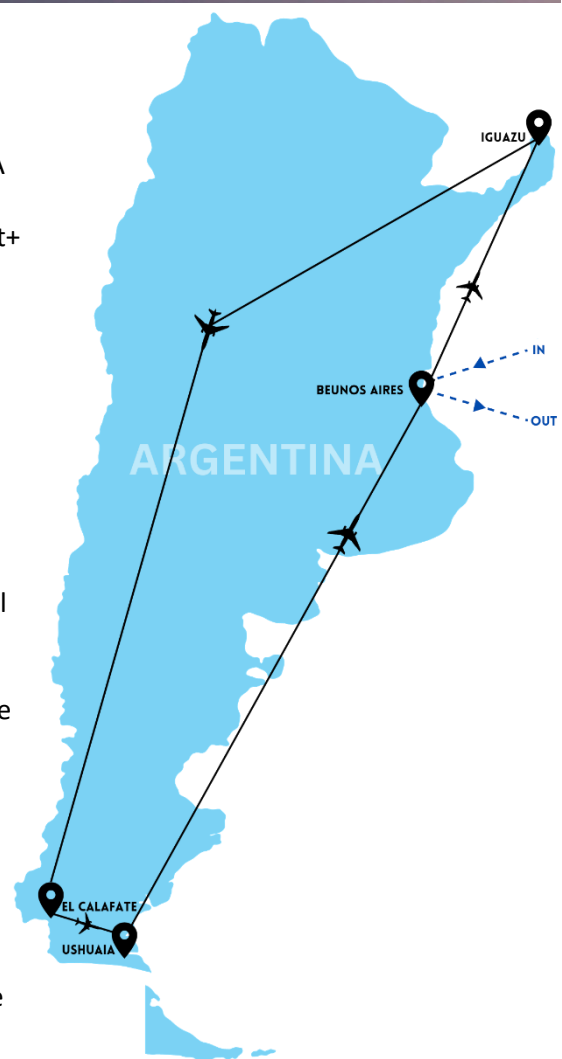 IGUAZU
A
t+
IN
BEUNOS AIRES
OUT
ARGENTINA
l
e
EL CALAFATE
USHUAIA
e